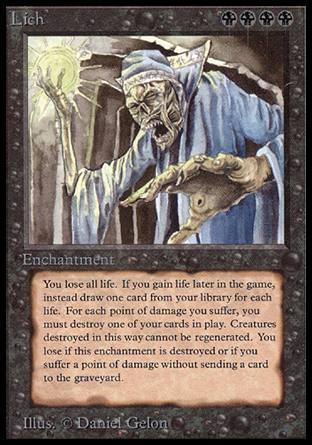 Lich
Enchantment
You lose all life. If you gain life later in the game,
instead draw one card from your library for each
life. For each point of damage you suffer, you
must destroy one of your cards in play. Creatures
destroyed in this way cannot be regenerated. You
lose if this enchantment is destroyed or if you
suffer a point of damage without sending a card
to the graveyard.
Illus. © Daniel Gelon